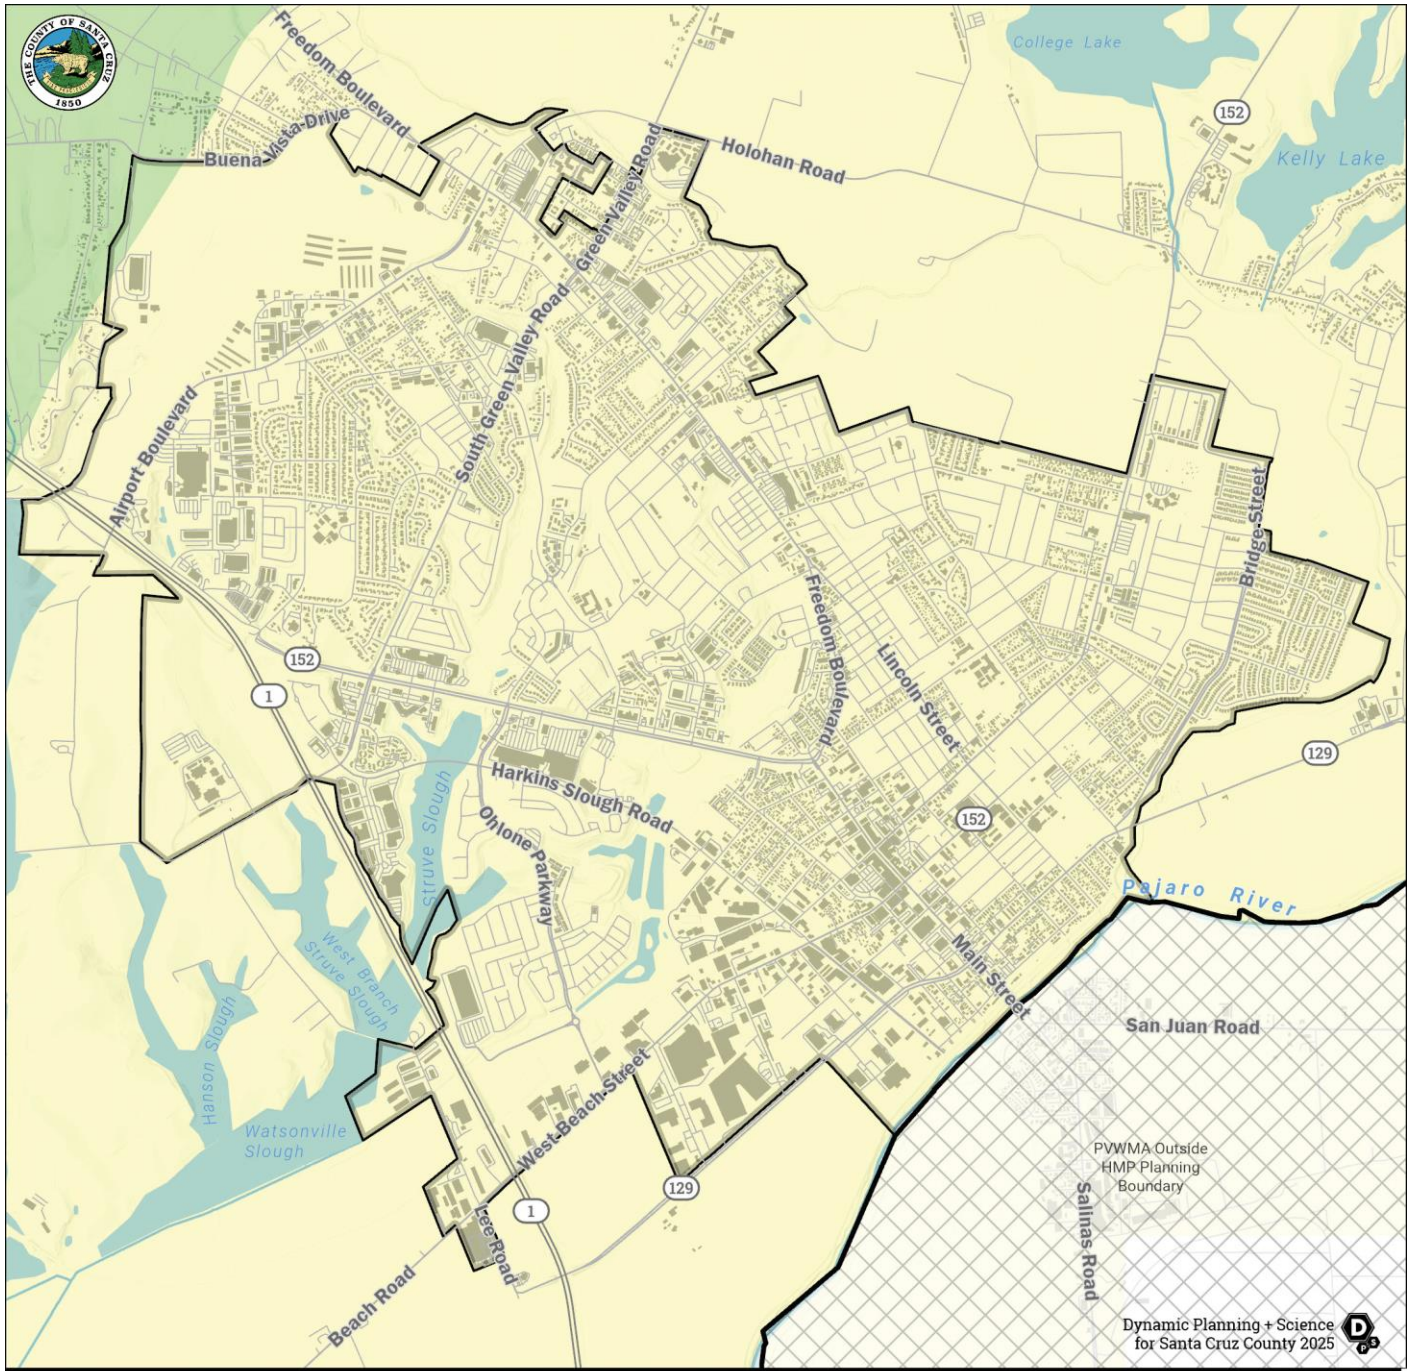 THE COUNTY OF SANTA CRUZ
1850
Freedom Boulevard
College Lake
152
Buena Vista Drive
Green Valley Road
Holohan Road
Kelly Lake
South Green Valley Road
Airport Boulevard
Bridge Street
Freedom Boulevard
Lincoln Street
152
1
129
Harkins Slough Road
Struve Slough
Ohlone Parkway
152
Pajaro River
West Branch
Struve Slough
Main Street
Hanson Slough
San Juan Road
Watsonville
Slough
West Beach Street
PVWMA Outside
HMP Planning
Boundary
129
Salinas Road
1
Lee Road
Beach Road
Dynamic Planning + Science
for Santa Cruz County 2025
D
P
S